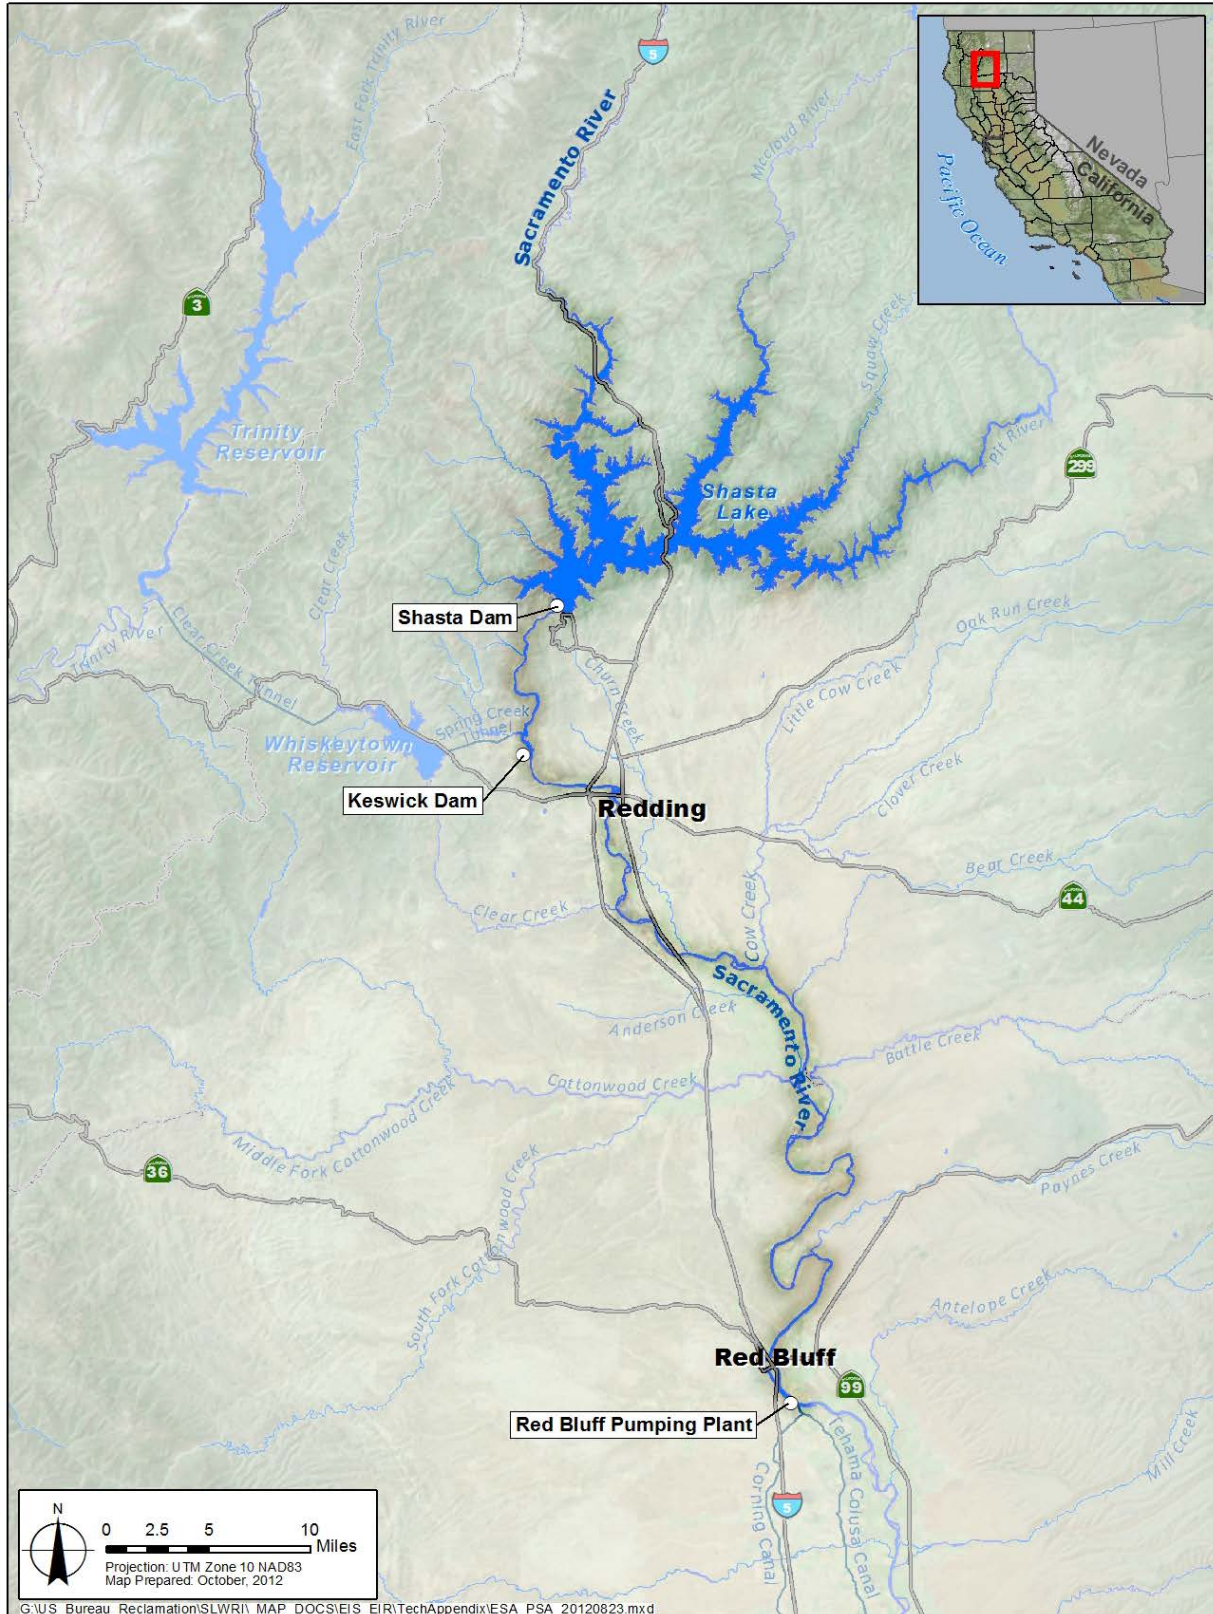 East Fork Trinity River
5
Sacramento River
Mccloud River
Nevada
California
Pacific Ocean
3
Squaw Creek
Trinity
Reservoir
Pit River
299
Shasta
Lake
Clear Creek
Shasta Dam
Oak Run Creek
Trinity River
Clear Creek Tunnel
Churn Creek
Little Cow Creek
Spring Creek
Tunnel
Whiskeytown
Reservoir
Keswick Dam
Redding
Clover Creek
Bear Creek
44
Clear Creek
Cow Creek
Sacramento River
Anderson Creek
Battle Creek
Cottonwood Creek
Middle Fork Cottonwood Creek
36
Paynes Creek
South Fork Cottonwood Creek
Antelope Creek
Red Bluff
99
Red Bluff Pumping Plant
Mill Creek
Tehama Colusa Canal
Corning Canal
5
N
0 2.5 5 10
Miles
Projection: UTM Zone 10 NAD83
Map Prepared: October, 2012
G:\US_Bureau_Reclamation\SLWRI\_MAP_DOCS\EIS_EIR\TechAppendix\ESA_PSA_20120823.mxd